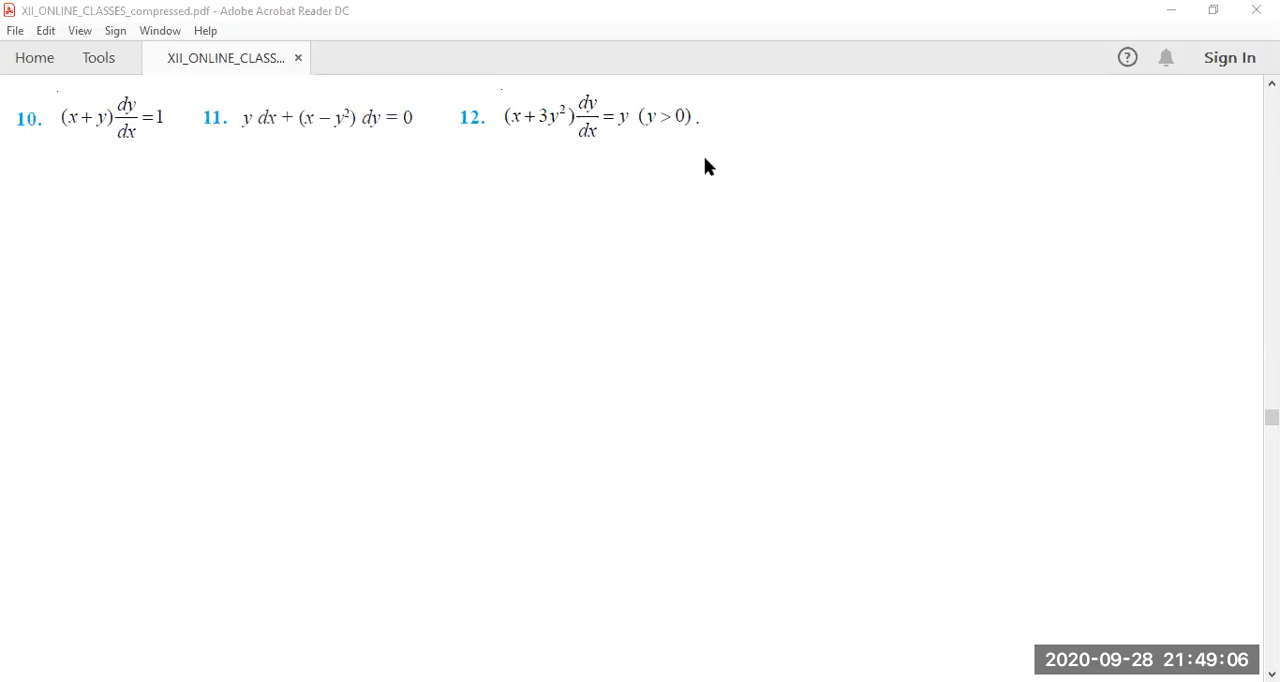 XII_ONLINE_CLASSES_compressed.pdf - Adobe Acrobat Reader DC
File Edit View Sign Window Help
Home Tools XII_ONLINE_CLASS... × ? Sign In
10. (x + y) dy/dx = 1 11. y dx + (x – y²) dy = 0 12. (x + 3y²) dy/dx = y (y > 0) .
2020-09-28 21:49:06